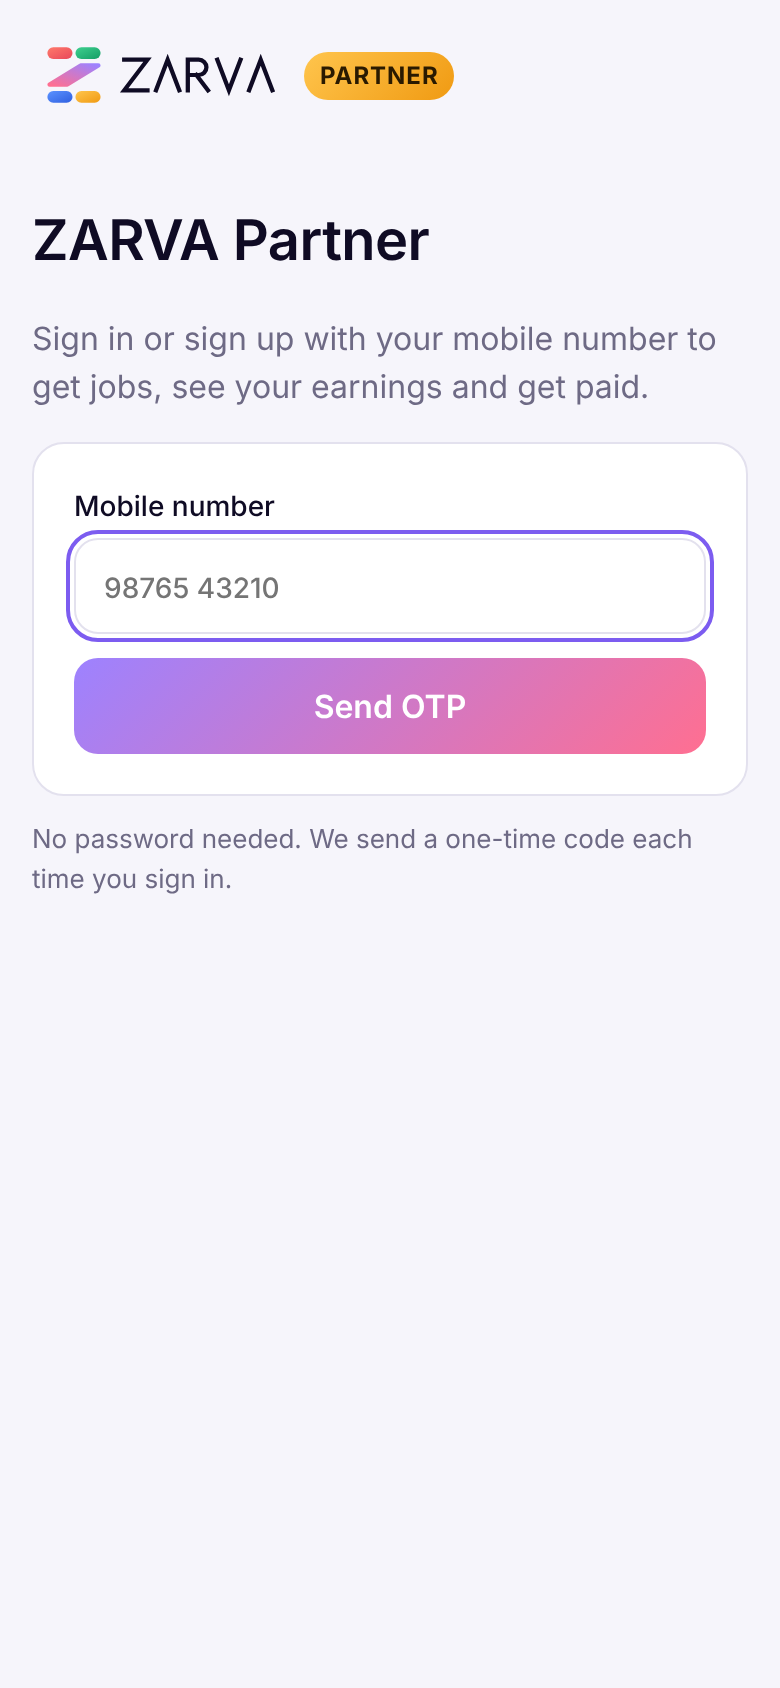 ZARVA PARTNER
ZARVA Partner
Sign in or sign up with your mobile number to
get jobs, see your earnings and get paid.
Mobile number
98765 43210
Send OTP
No password needed. We send a one-time code each
time you sign in.